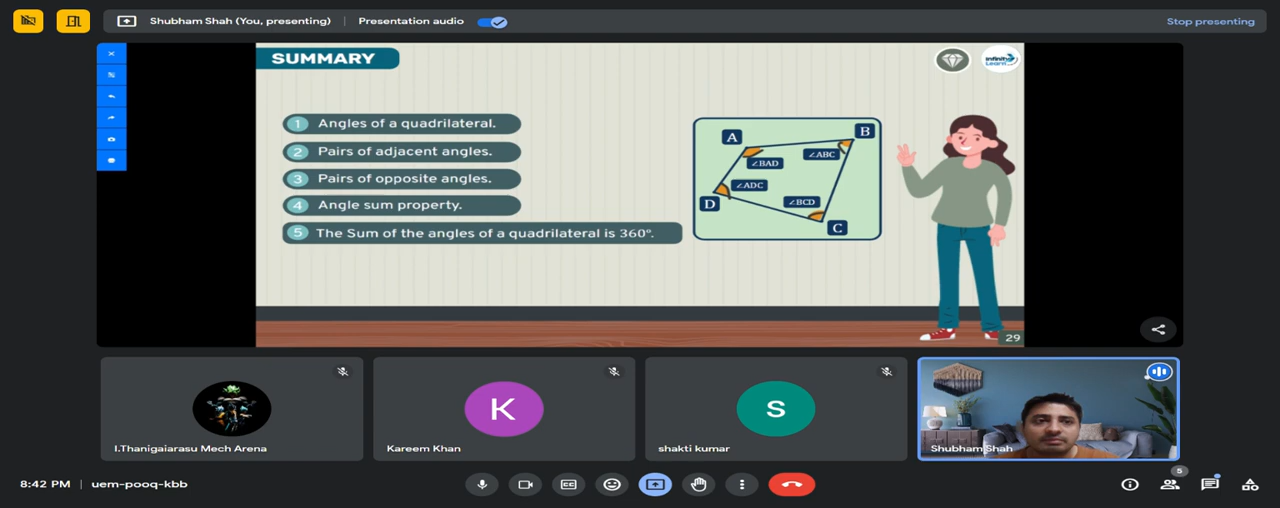 Shubham Shah (You, presenting)
Presentation audio
Stop presenting
SUMMARY
Infinity Learn
1 Angles of a quadrilateral.
2 Pairs of adjacent angles.
3 Pairs of opposite angles.
4 Angle sum property.
5 The Sum of the angles of a quadrilateral is 360°.
A
B
∠BAD
∠ABC
∠ADC
∠BCD
D
C
29
I.Thanigaiarasu Mech Arena
K
Kareem Khan
S
shakti kumar
Shubham Shah
8:42 PM | uem-pooq-kbb
CC
5